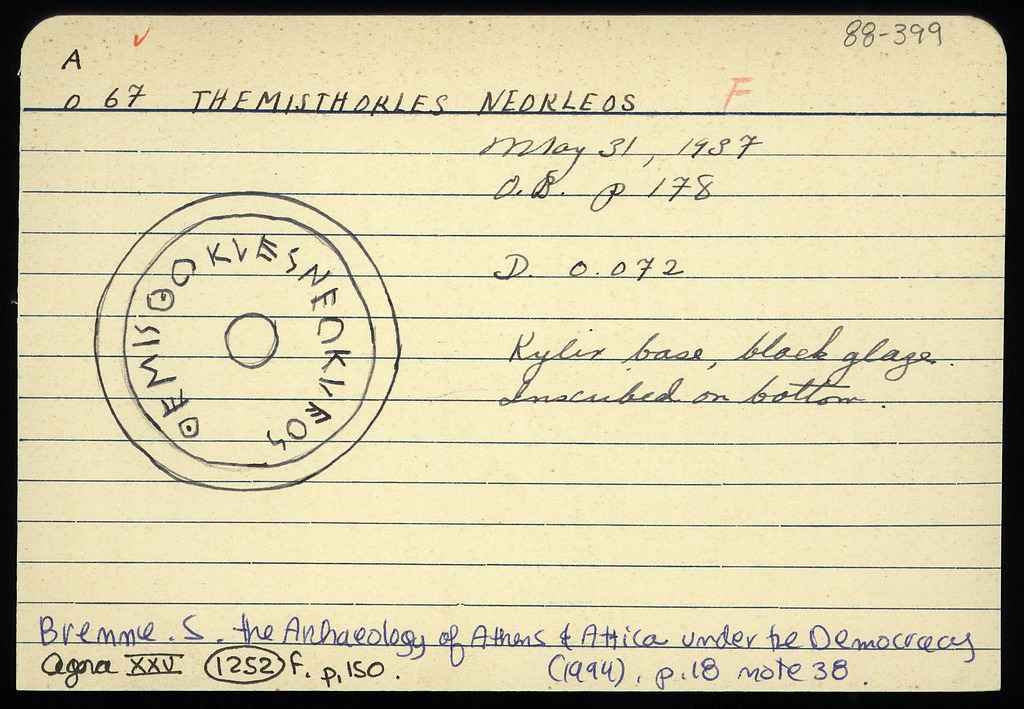 88-399
A
O 67 THEMISTHOKLES NEOKLEOS F
May 31, 1937
O.B. p 178
D. 0.072
ΘEMISΘOKLESNEOKLEOS
Kylix base, black glaze.
Inscribed on bottom.
Bremme. S. the Archaeology of Athens & Attica under the Democracy
Agora XXV 1252 f. p.150. (1994). p.18 note 38.